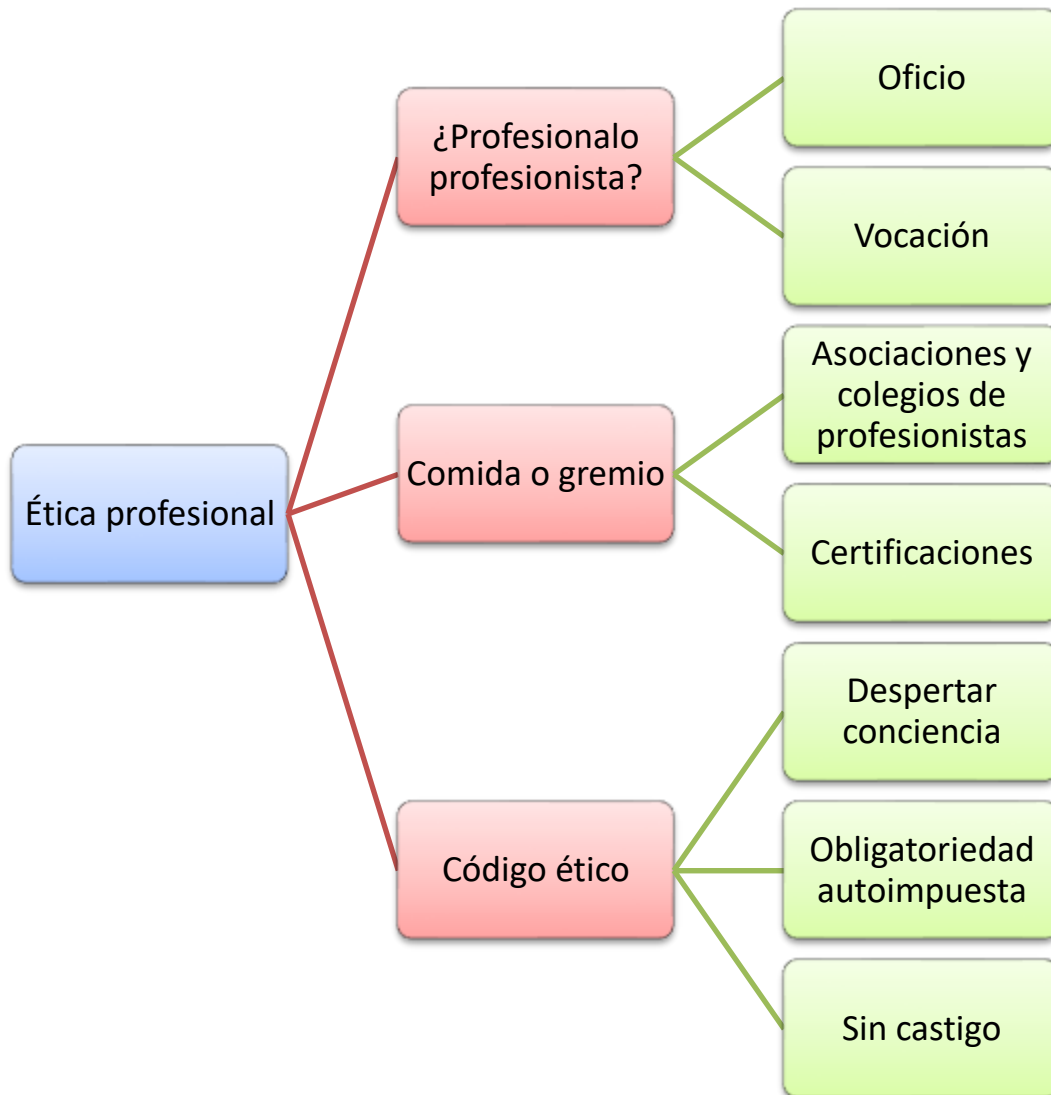 Ética profesional
¿Profesionalo
profesionista?
Oficio
Vocación
Comida o gremio
Asociaciones y
colegios de
profesionistas
Certificaciones
Código ético
Despertar
conciencia
Obligatoriedad
autoimpuesta
Sin castigo